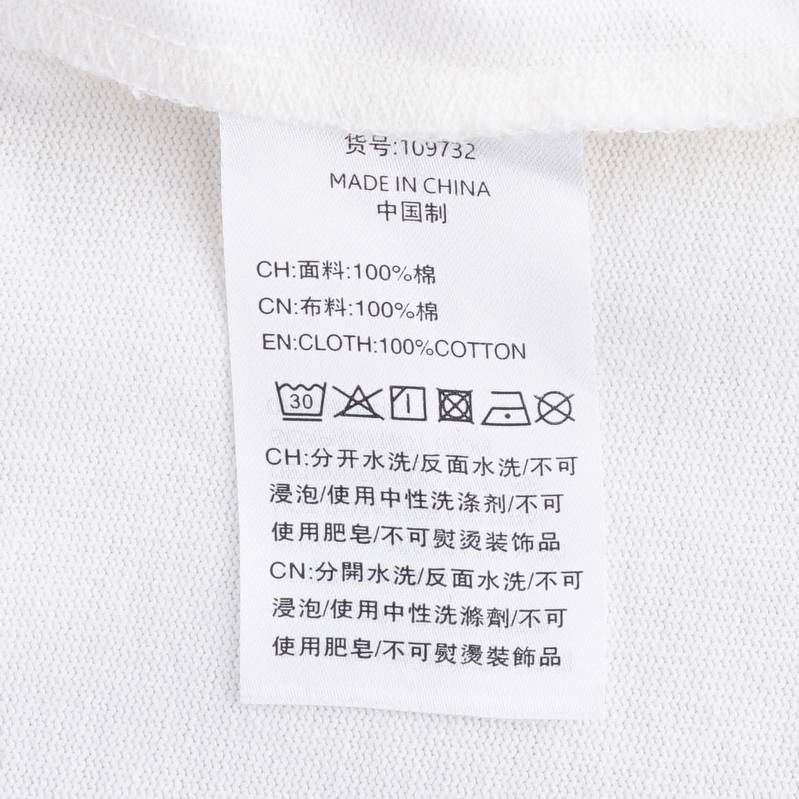 货号:109732
MADE IN CHINA
中国制
CH:面料:100%棉
CN:布料:100%棉
EN:CLOTH:100%COTTON
30
CH:分开水洗/反面水洗/不可
浸泡/使用中性洗涤剂/不可
使用肥皂/不可熨烫装饰品
CN:分開水洗/反面水洗/不可
浸泡/使用中性洗滌劑/不可
使用肥皂/不可熨燙裝飾品